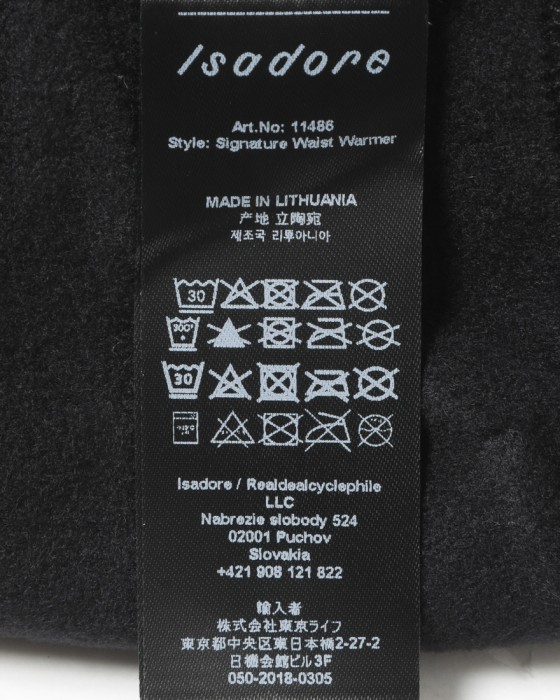 Isadore
Art.No: 11486
Style: Signature Waist Warmer
MADE IN LITHUANIA
产地 立陶宛
제조국 리투아니아
30
30
Isadore / Realdealcyclephile
LLC
Nabrezie slobody 524
02001 Puchov
Slovakia
+421 908 121 822
輸入者
株式会社東京ライフ
東京都中央区東日本橋2-27-2
日機会館ビル3F
050-2018-0305